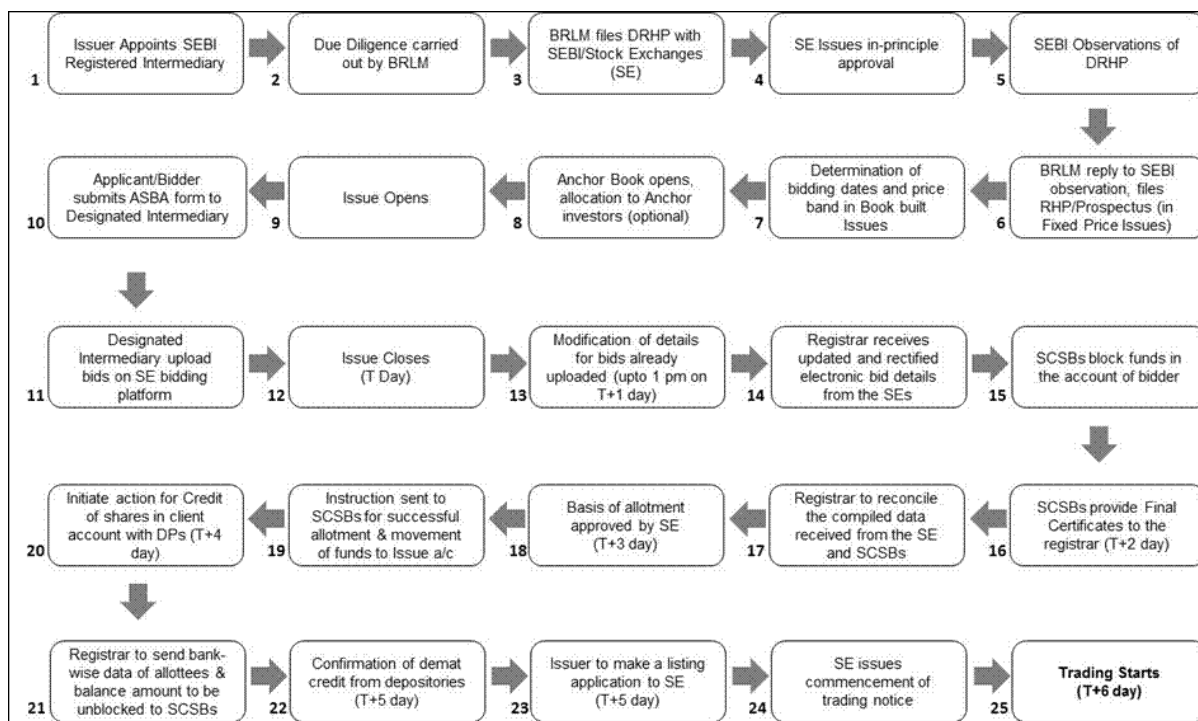 Issuer Appoints SEBI
Registered Intermediary
1
Due Diligence carried
out by BRLM
2
BRLM files DRHP with
SEBI/Stock Exchanges
(SE)
3
SE Issues in-principle
approval
4
SEBI Observations of
DRHP
5
BRLM reply to SEBI
observation, files
RHP/Prospectus (in
Fixed Price Issues)
6
Determination of
bidding dates and price
band in Book built
Issues
7
Anchor Book opens,
allocation to Anchor
investors (optional)
8
Issue Opens
9
Applicant/Bidder
submits ASBA form to
Designated Intermediary
10
Designated
Intermediary upload
bids on SE bidding
platform
11
Issue Closes
(T Day)
12
Modification of details
for bids already
uploaded (upto 1 pm on
T+1 day)
13
Registrar receives
updated and rectified
electronic bid details
from the SEs
14
SCSBs block funds in
the account of bidder
15
SCSBs provide Final
Certificates to the
registrar (T+2 day)
16
Registrar to reconcile
the compiled data
received from the SE
and SCSBs
17
Basis of allotment
approved by SE
(T+3 day)
18
Instruction sent to
SCSBs for successful
allotment & movement
of funds to Issue a/c
19
Initiate action for Credit
of shares in client
account with DPs (T+4
day)
20
Registrar to send bank-
wise data of allottees &
balance amount to be
unblocked to SCSBs
21
Confirmation of demat
credit from depositories
(T+5 day)
22
Issuer to make a listing
application to SE
(T+5 day)
23
SE issues
commencement of
trading notice
24
Trading Starts
(T+6 day)
25